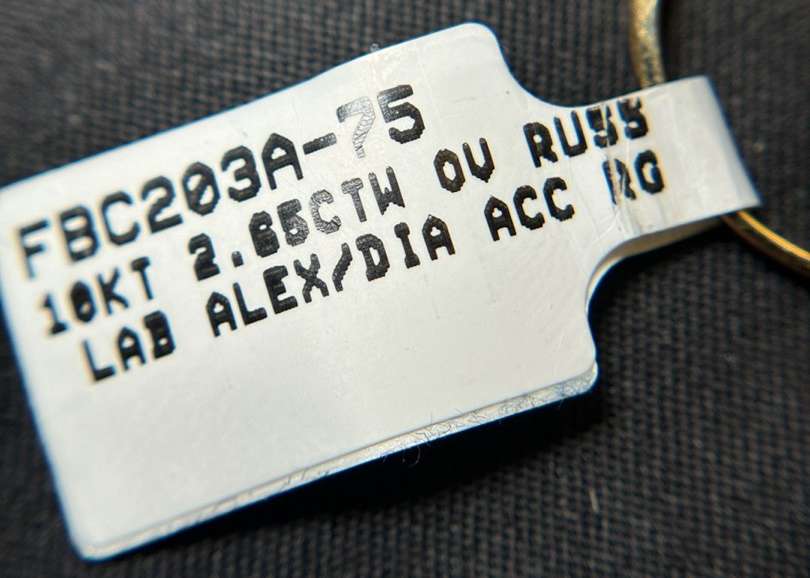 FBC203A-75
10KT 2.65CTW OV RUSS
LAB ALEX/DIA ACC RG